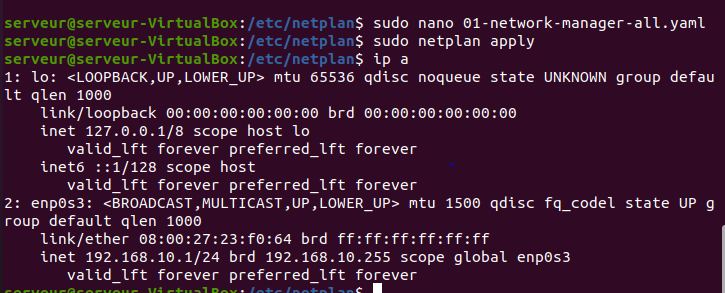 serveur@serveur-VirtualBox:/etc/netplan$ sudo nano 01-network-manager-all.yaml
serveur@serveur-VirtualBox:/etc/netplan$ sudo netplan apply
serveur@serveur-VirtualBox:/etc/netplan$ ip a
1: lo: <LOOPBACK,UP,LOWER_UP> mtu 65536 qdisc noqueue state UNKNOWN group defau
lt qlen 1000
    link/loopback 00:00:00:00:00:00 brd 00:00:00:00:00:00
    inet 127.0.0.1/8 scope host lo
       valid_lft forever preferred_lft forever
    inet6 ::1/128 scope host
       valid_lft forever preferred_lft forever
2: enp0s3: <BROADCAST,MULTICAST,UP,LOWER_UP> mtu 1500 qdisc fq_codel state UP g
roup default qlen 1000
    link/ether 08:00:27:23:f0:64 brd ff:ff:ff:ff:ff:ff
    inet 192.168.10.1/24 brd 192.168.10.255 scope global enp0s3
       valid_lft forever preferred_lft forever
serveur@serveur-VirtualBox:/etc/netplan$